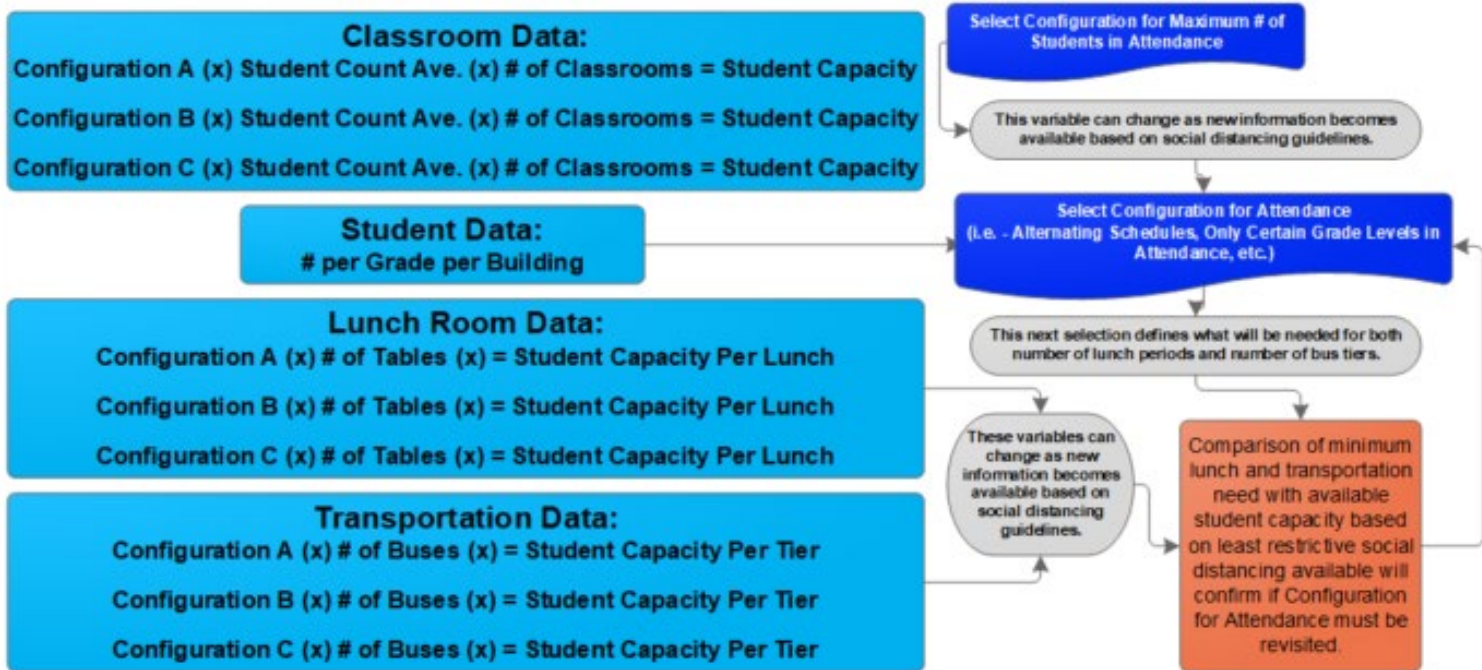 Classroom Data:
Configuration A (x) Student Count Ave. (x) # of Classrooms = Student Capacity
Configuration B (x) Student Count Ave. (x) # of Classrooms = Student Capacity
Configuration C (x) Student Count Ave. (x) # of Classrooms = Student Capacity
Select Configuration for Maximum # of
Students in Attendance
This variable can change as new information becomes
available based on social distancing guidelines.
Student Data:
# per Grade per Building
Select Configuration for Attendance
(i.e. - Alternating Schedules, Only Certain Grade Levels in
Attendance, etc.)
This next selection defines what will be needed for both
number of lunch periods and number of bus tiers.
Lunch Room Data:
Configuration A (x) # of Tables (x) = Student Capacity Per Lunch
Configuration B (x) # of Tables (x) = Student Capacity Per Lunch
Configuration C (x) # of Tables (x) = Student Capacity Per Lunch
Transportation Data:
Configuration A (x) # of Buses (x) = Student Capacity Per Tier
Configuration B (x) # of Buses (x) = Student Capacity Per Tier
Configuration C (x) # of Buses (x) = Student Capacity Per Tier
These variables can
change as new
information becomes
available based on
social distancing
guidelines.
Comparison of minimum
lunch and transportation
need with available
student capacity based
on least restrictive social
distancing available will
confirm if Configuration
for Attendance must be
revisited.